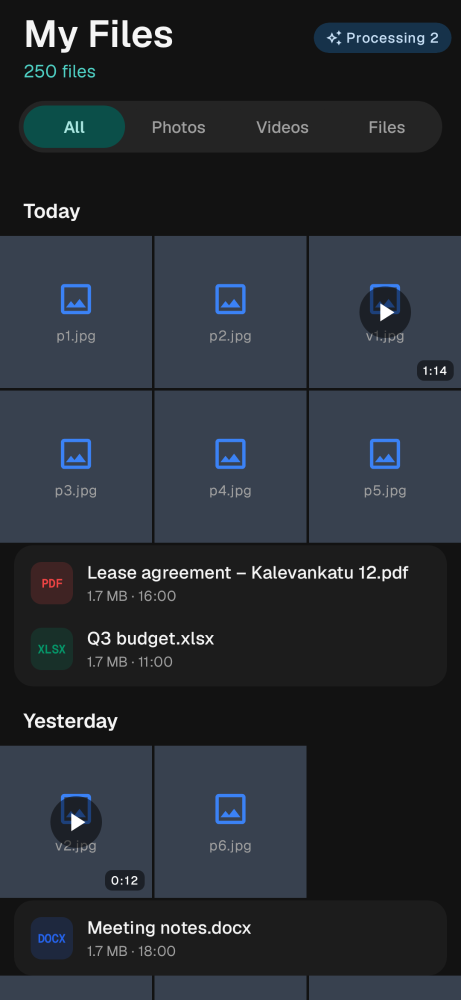 My Files
Processing 2
250 files
All
Photos
Videos
Files
Today
p1.jpg
p2.jpg
v1.jpg
1:14
p3.jpg
p4.jpg
p5.jpg
PDF
Lease agreement – Kalevankatu 12.pdf
1.7 MB · 16:00
XLSX
Q3 budget.xlsx
1.7 MB · 11:00
Yesterday
v2.jpg
0:12
p6.jpg
DOCX
Meeting notes.docx
1.7 MB · 18:00